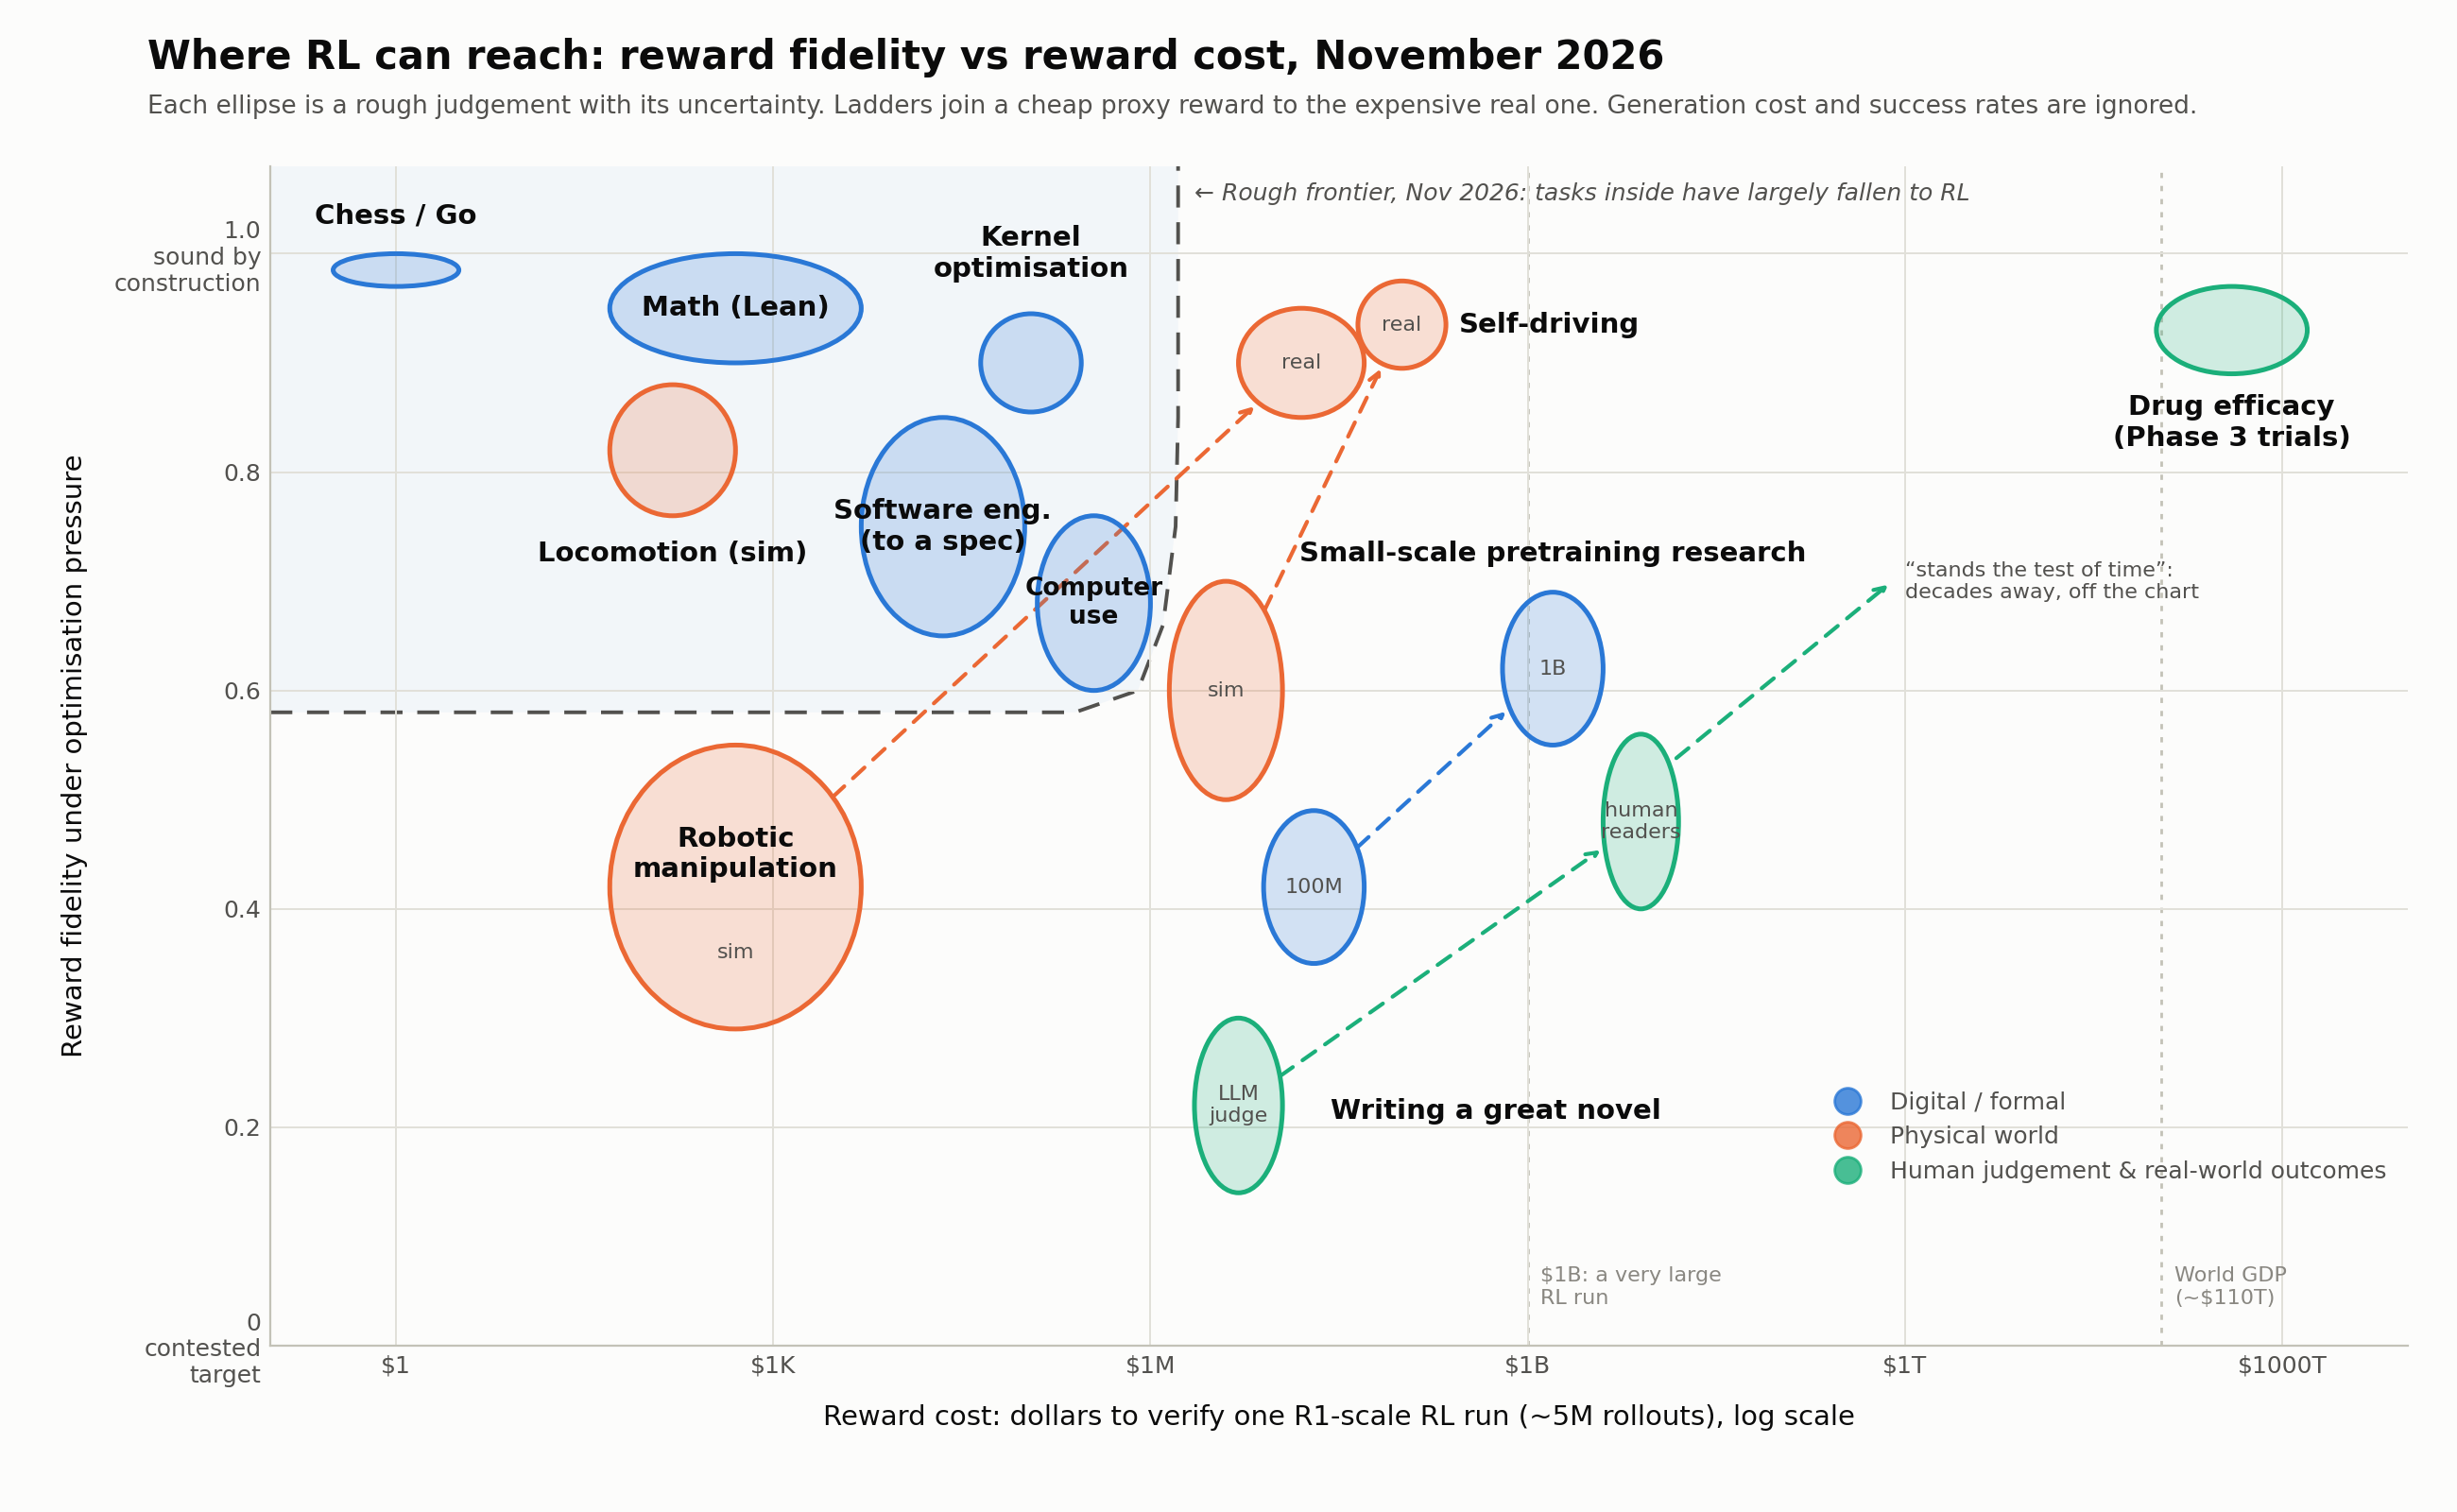 Where RL can reach: reward fidelity vs reward cost, November 2026
Each ellipse is a rough judgement with its uncertainty. Ladders join a cheap proxy reward to the expensive real one. Generation cost and success rates are ignored.
← Rough frontier, Nov 2026: tasks inside have largely fallen to RL
Chess / Go
Math (Lean)
Kernel
optimisation
Locomotion (sim)
Software eng.
(to a spec)
Computer
use
real
real
Self-driving
sim
Drug efficacy
(Phase 3 trials)
Small-scale pretraining research
1B
100M
“stands the test of time”:
decades away, off the chart
Robotic
manipulation
sim
human
readers
LLM
judge
Writing a great novel
Digital / formal
Physical world
Human judgement & real-world outcomes
$1B: a very large
RL run
World GDP
(~$110T)
Reward fidelity under optimisation pressure
1.0
sound by
construction
0.8
0.6
0.4
0.2
0
contested
target
$1
$1K
$1M
$1B
$1T
$1000T
Reward cost: dollars to verify one R1-scale RL run (~5M rollouts), log scale